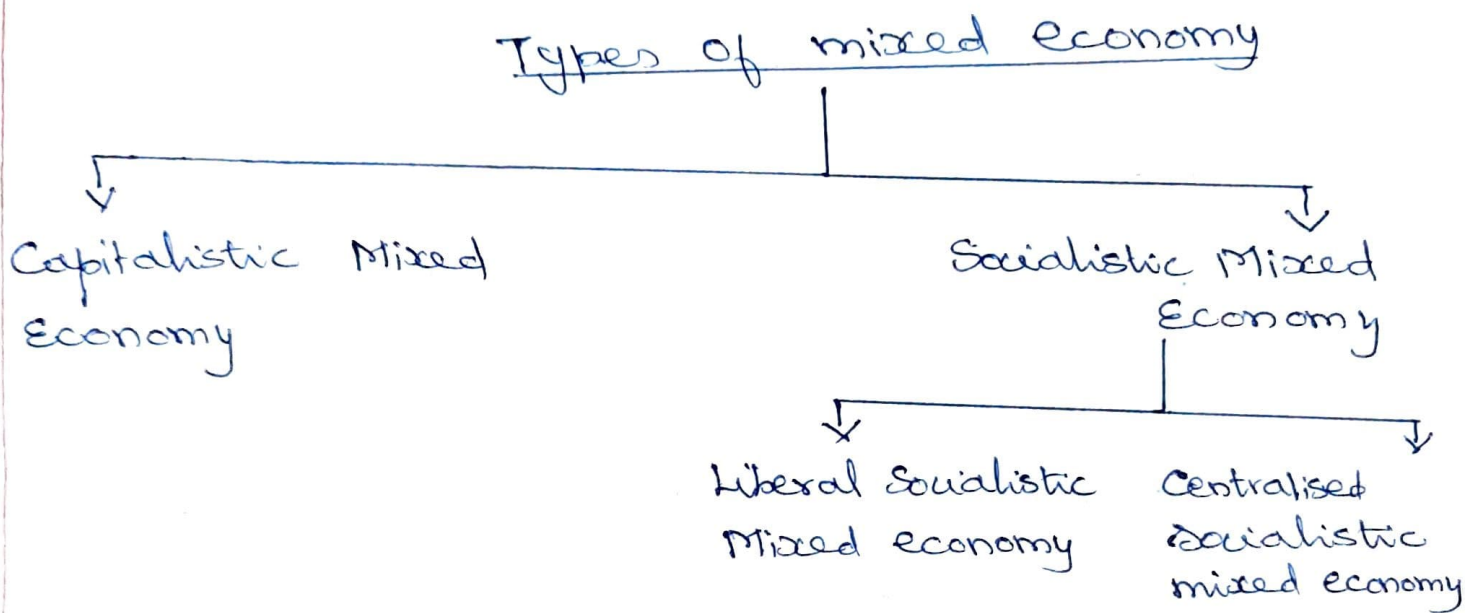 Types of mixed economy
Capitalistic Mixed
Economy
Socialistic Mixed
Economy
Liberal Socialistic
Mixed economy
Centralised
socialistic
mixed economy